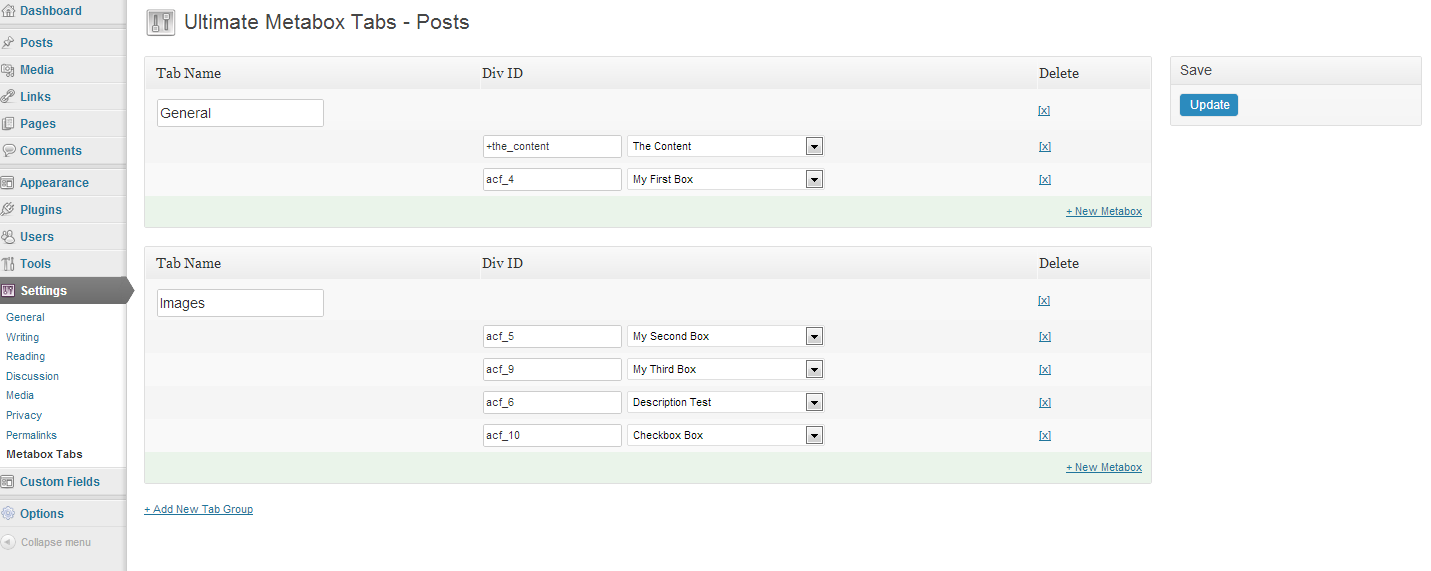 Dashboard
Posts
Media
Links
Pages
Comments
Appearance
Plugins
Users
Tools
Settings
General
Writing
Reading
Discussion
Media
Privacy
Permalinks
Metabox Tabs
Custom Fields
Options
Collapse menu
Ultimate Metabox Tabs - Posts
Tab Name Div ID Delete
General [x]
+the_content The Content [x]
acf_4 My First Box [x]
+ New Metabox
Tab Name Div ID Delete
Images [x]
acf_5 My Second Box [x]
acf_9 My Third Box [x]
acf_6 Description Test [x]
acf_10 Checkbox Box [x]
+ New Metabox
+ Add New Tab Group
Save
Update